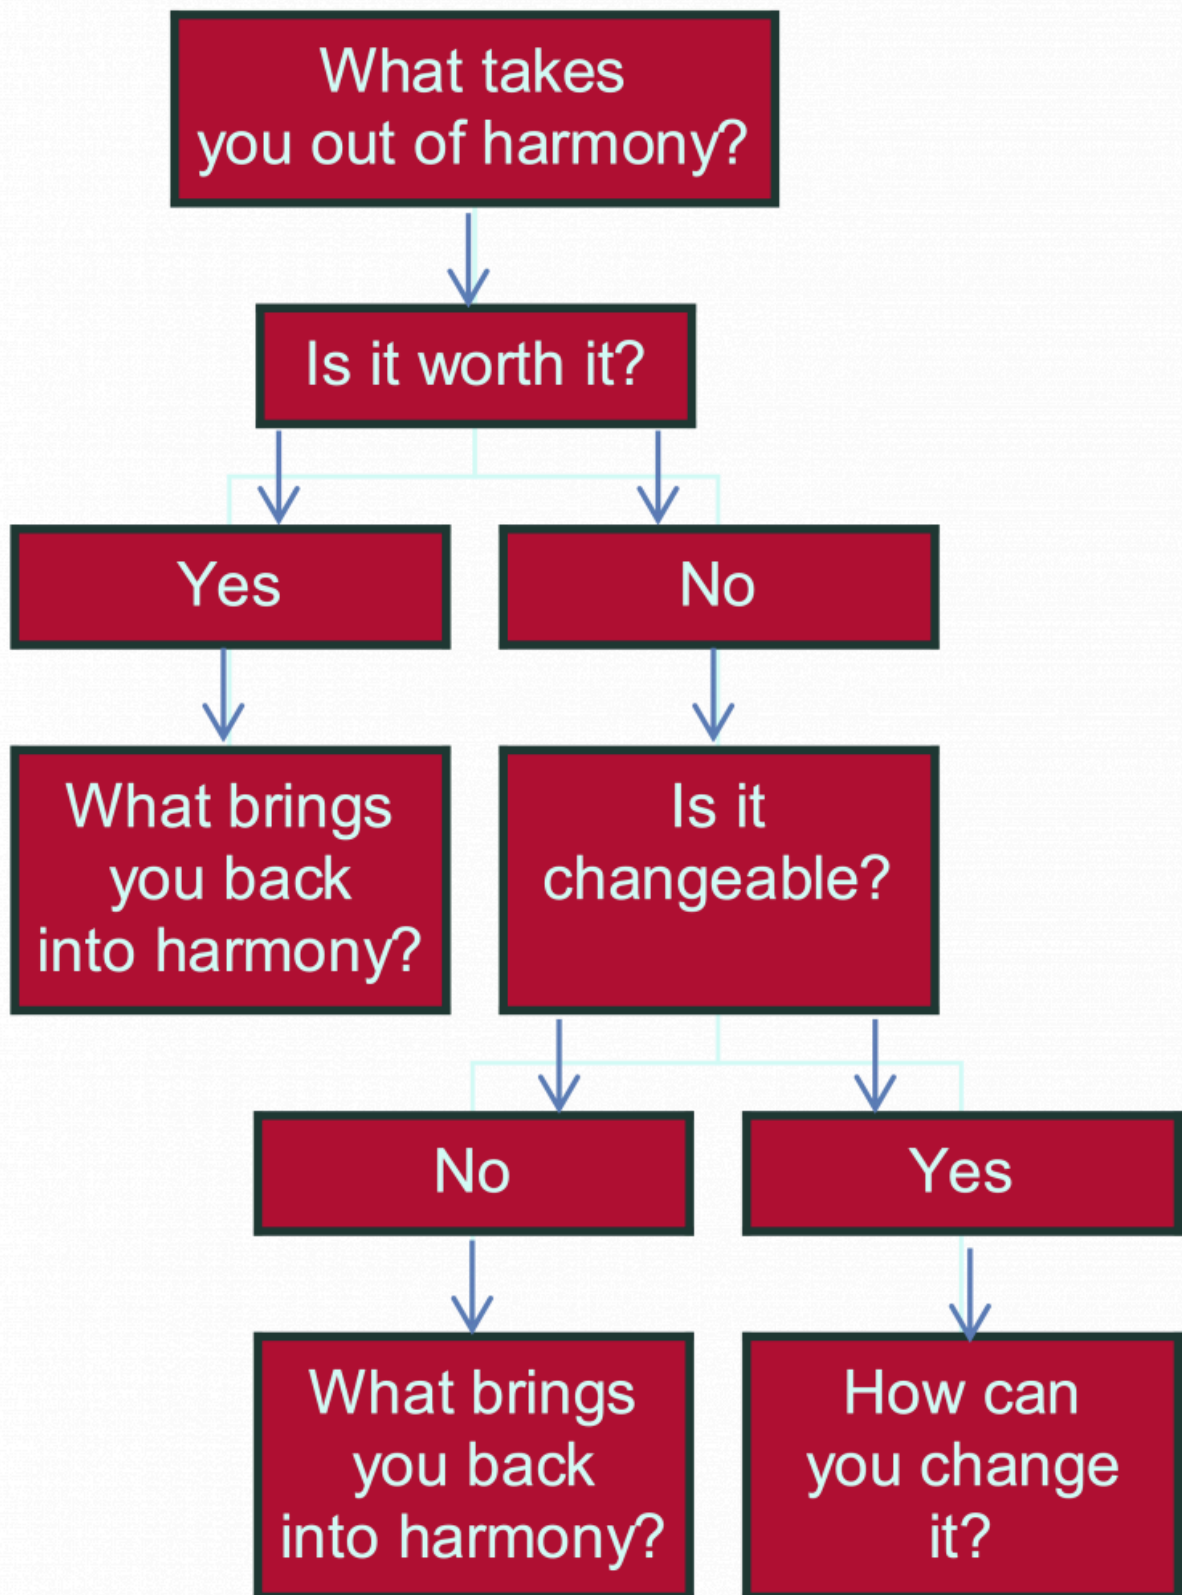 What takes
you out of harmony?
Is it worth it?
Yes
No
What brings
you back
into harmony?
Is it
changeable?
No
Yes
What brings
you back
into harmony?
How can
you change
it?